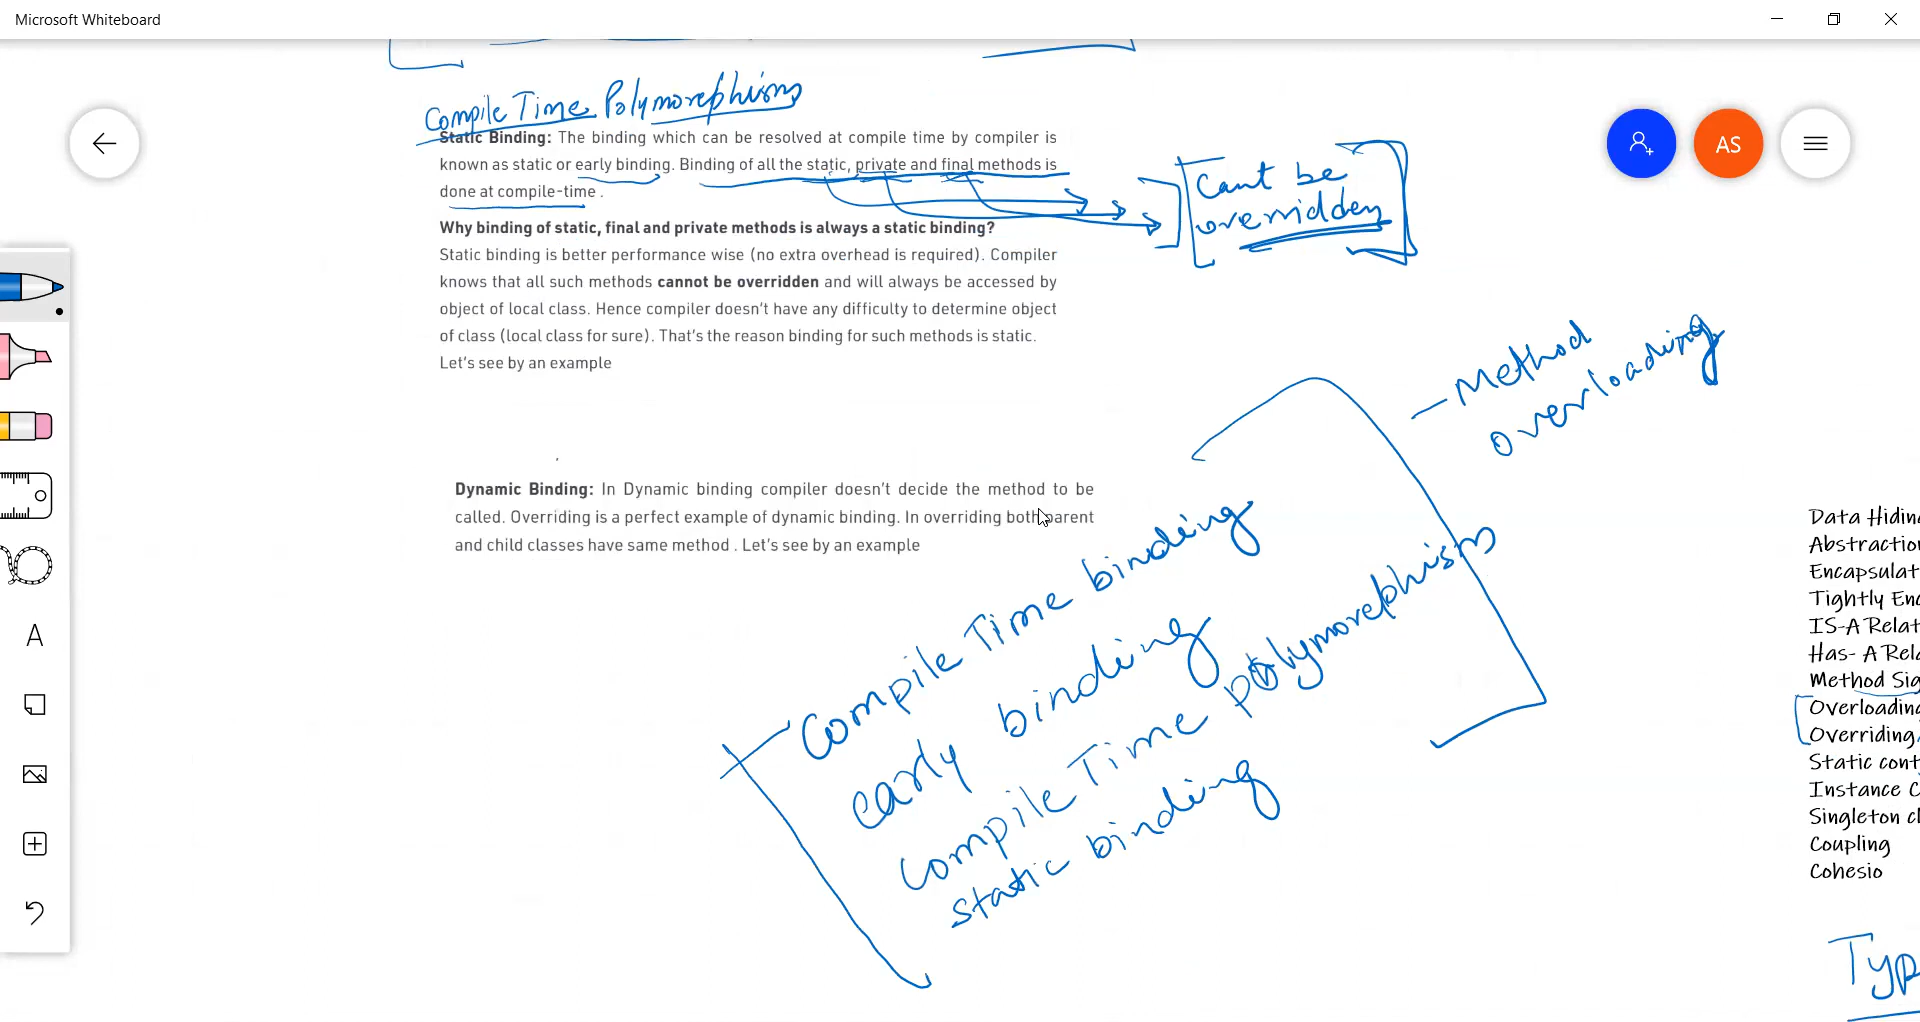 Microsoft Whiteboard
Compile Time Polymorephism
Static Binding: The binding which can be resolved at compile time by compiler is
known as static or early binding. Binding of all the static, private and final methods is
done at compile-time .
Cant be
overridden
Why binding of static, final and private methods is always a static binding?
Static binding is better performance wise (no extra overhead is required). Compiler
knows that all such methods cannot be overridden and will always be accessed by
object of local class. Hence compiler doesn't have any difficulty to determine object
of class (local class for sure). That's the reason binding for such methods is static.
Let's see by an example
AS
- Method
overloading
Dynamic Binding: In Dynamic binding compiler doesn't decide the method to be
called. Overriding is a perfect example of dynamic binding. In overriding both parent
and child classes have same method . Let's see by an example
Compile Time binding
early binding
Compile Time polymorephism
static binding
A
Data Hiding
Abstraction
Encapsulat
Tightly Enc
IS-A Relat
Has- A Rela
Method Sig
Overloading
Overriding
Static cont
Instance C
Singleton cl
Coupling
Cohesio
Typ